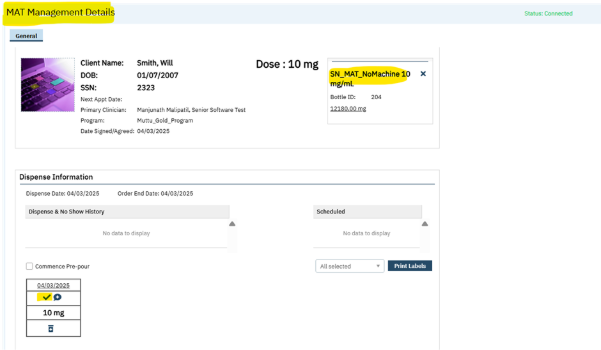 MAT Management Details
Status: Connected
General
Client Name: Smith, Will
Dose : 10 mg
DOB: 01/07/2007
SSN: 2323
Next Appt Date:
Primary Clinician: Manjunath Malipatil, Senior Software Test
Program: Muttu_Gold_Program
Date Signed/Agreed: 04/03/2025
SN_MAT_NoMachine 10 mg/mL
Bottle ID: 204
12180.00 mg
Dispense Information
Dispense Date: 04/03/2025 Order End Date: 04/03/2025
Dispense & No Show History
Scheduled
No data to display
No data to display
Commence Pre-pour
All selected
Print Labels
04/03/2025
10 mg